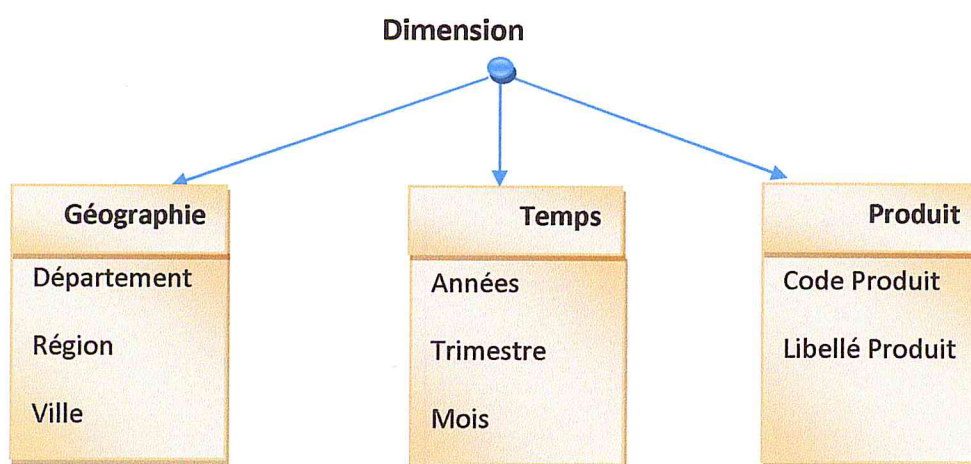 Dimension
Géographie
Département
Région
Ville
Temps
Années
Trimestre
Mois
Produit
Code Produit
Libellé Produit